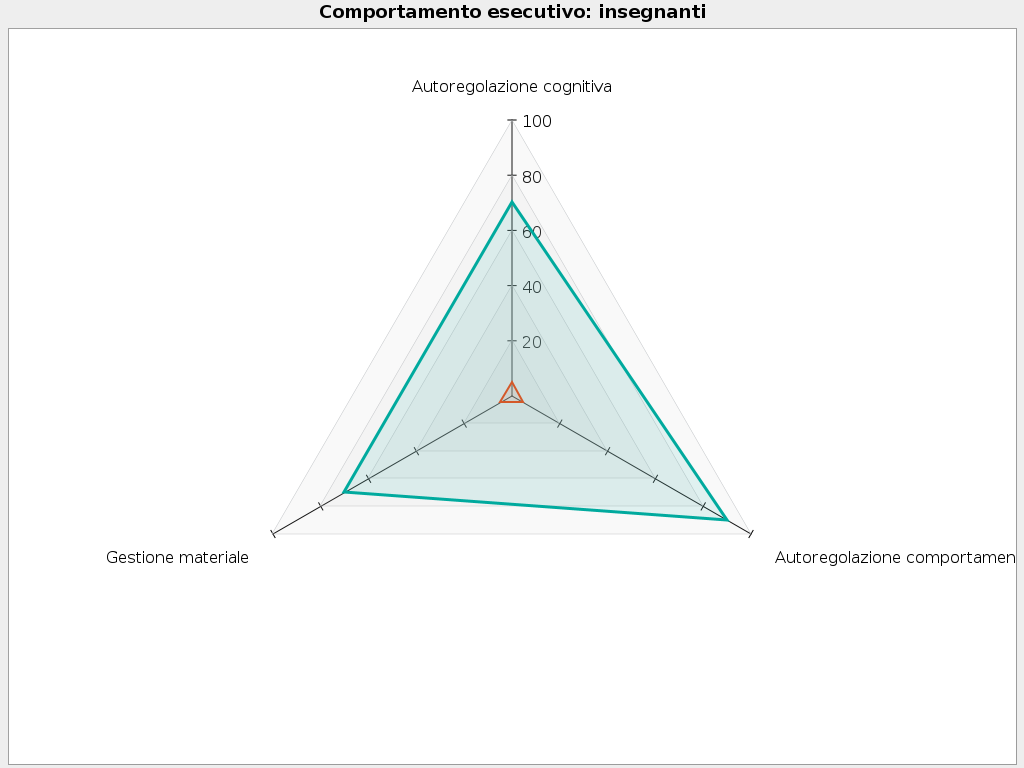 Comportamento esecutivo: insegnanti
Autoregolazione cognitiva
100
80
60
40
20
Gestione materiale
Autoregolazione comportamen